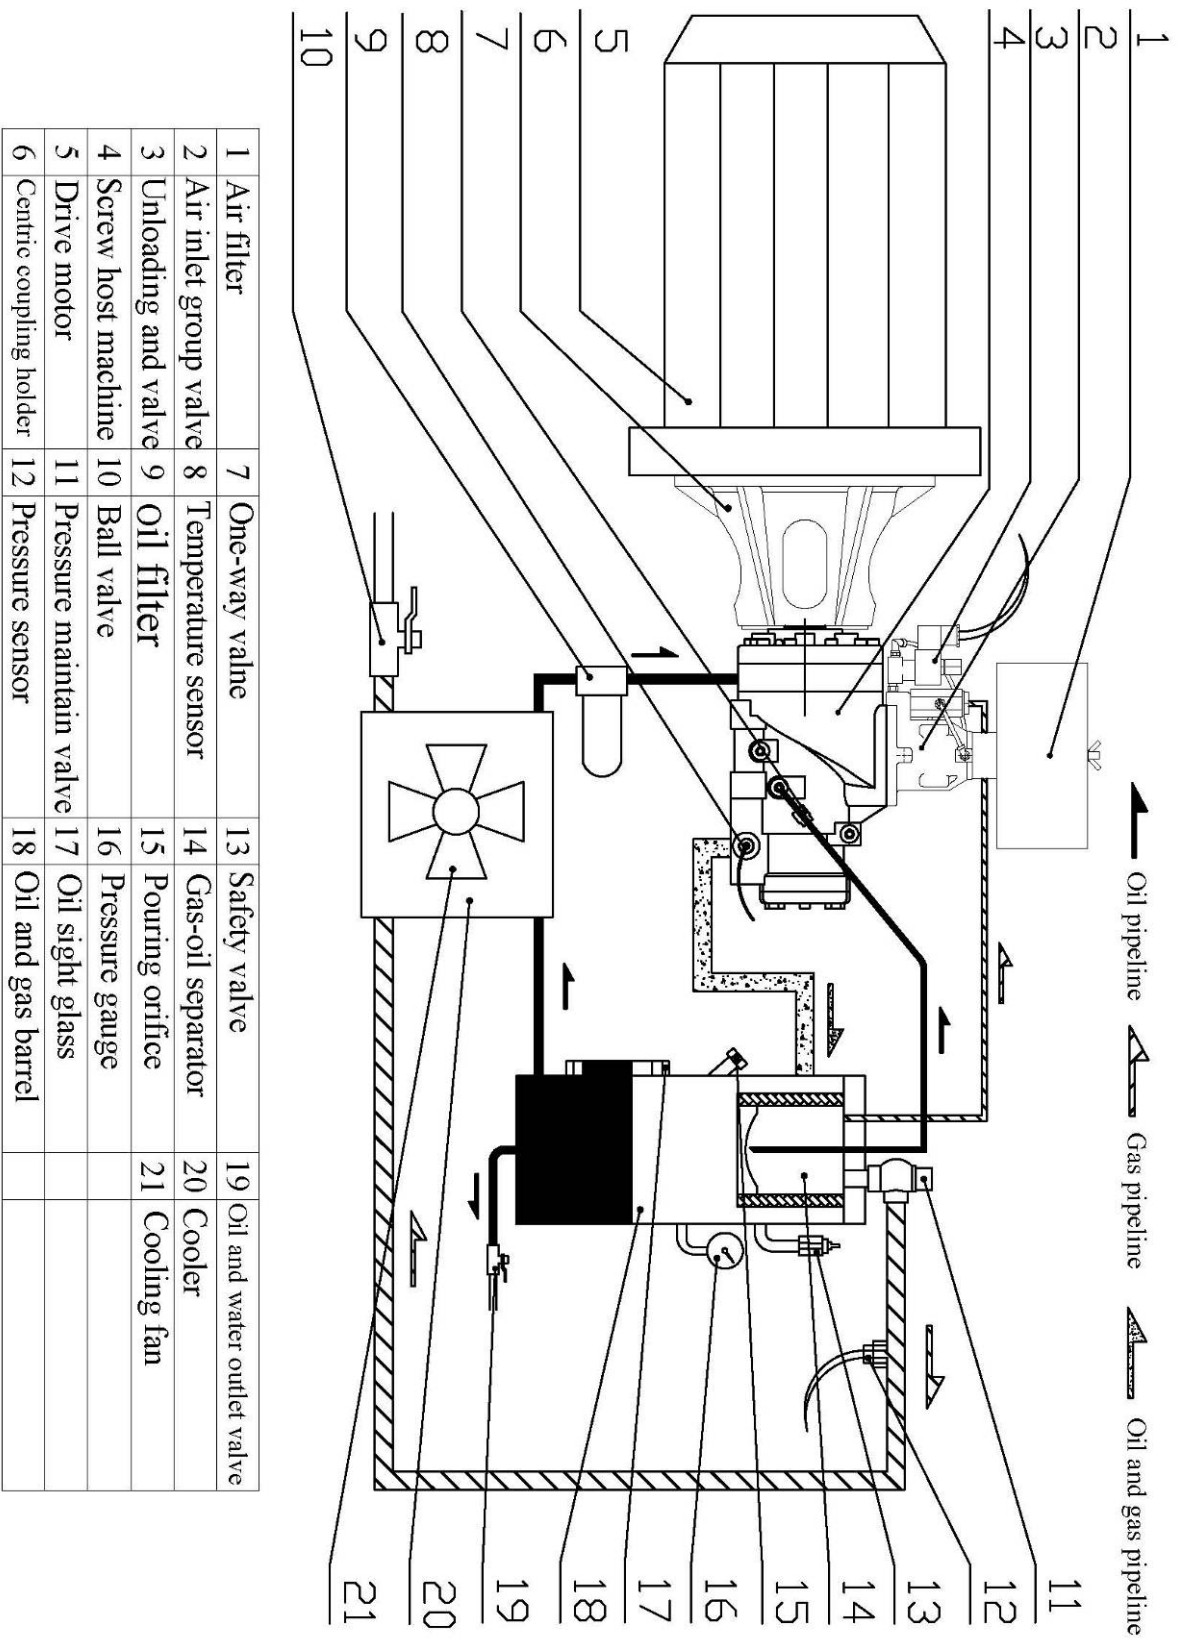 Oil pipeline
Gas pipeline
Oil and gas pipeline
1
2
3
4
5
6
7
8
9
10
11
12
13
14
15
16
17
18
19
20
21
1 Air filter 7 One-way valne 13 Safety valve 19 Oil and water outlet valve
2 Air inlet group valve 8 Temperature sensor 14 Gas-oil separator 20 Cooler
3 Unloading and valve 9 Oil filter 15 Pouring orifice 21 Cooling fan
4 Screw host machine 10 Ball valve 16 Pressure gauge
5 Drive motor 11 Pressure maintain valve 17 Oil sight glass
6 Centric coupling holder 12 Pressure sensor 18 Oil and gas barrel